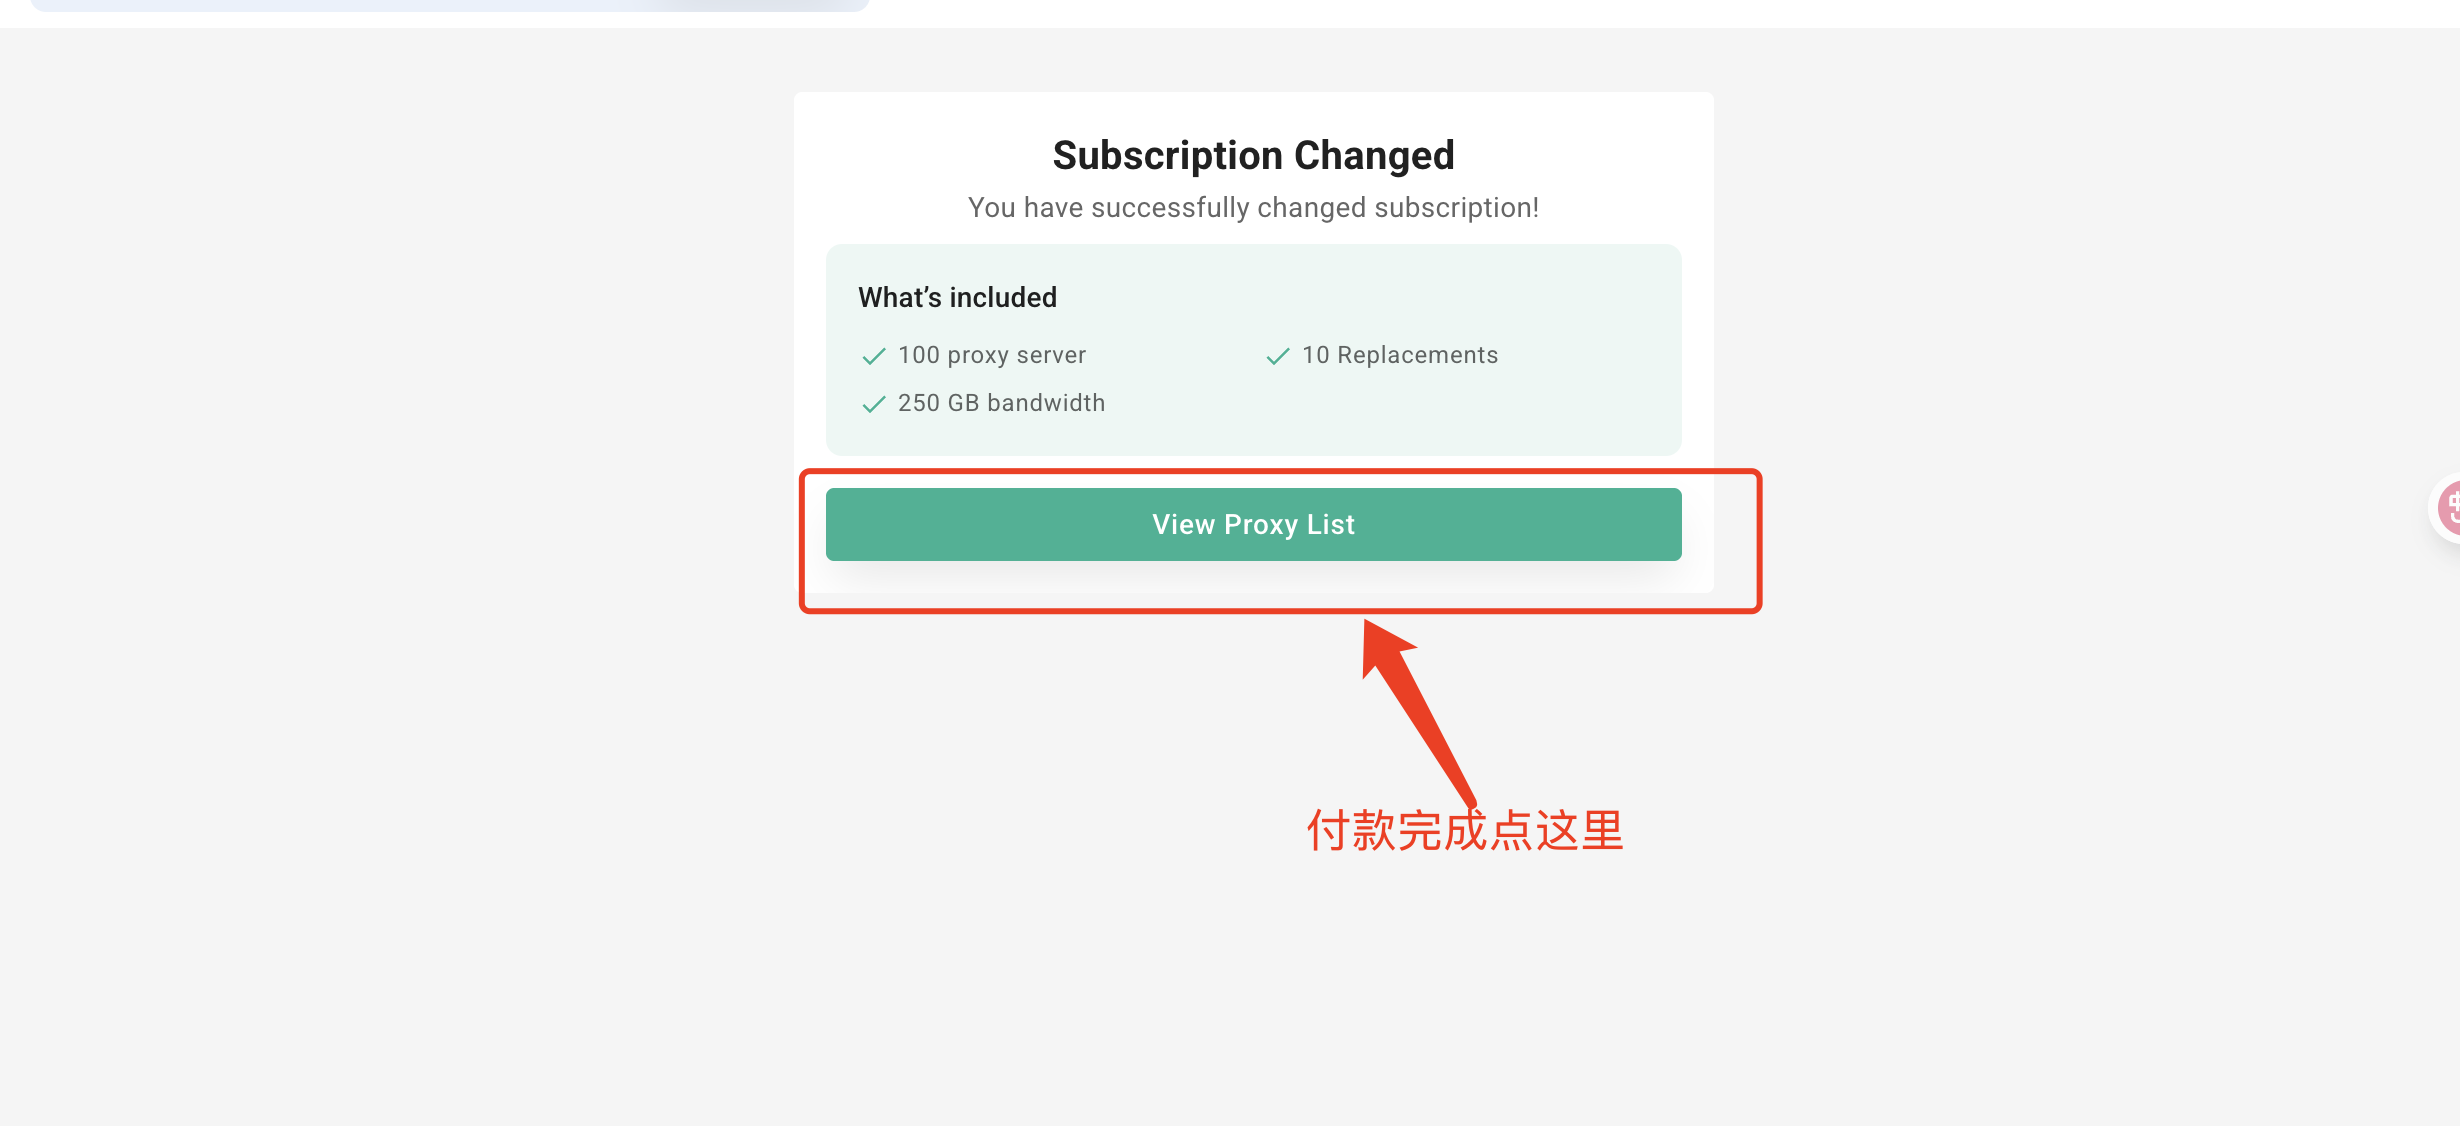 Subscription Changed
You have successfully changed subscription!
What's included
100 proxy server
10 Replacements
250 GB bandwidth
View Proxy List
付款完成点这里